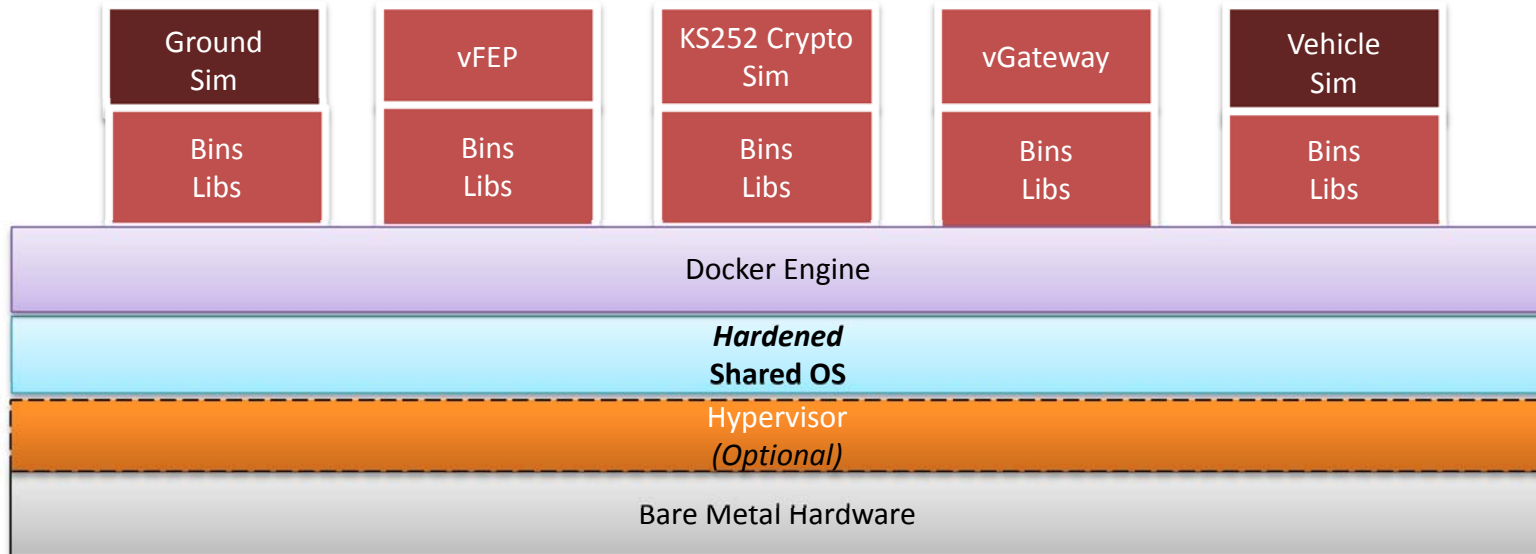 Ground
Sim
vFEP
KS252 Crypto
Sim
vGateway
Vehicle
Sim
Bins
Libs
Bins
Libs
Bins
Libs
Bins
Libs
Bins
Libs
Docker Engine
Hardened
Shared OS
Hypervisor
(Optional)
Bare Metal Hardware